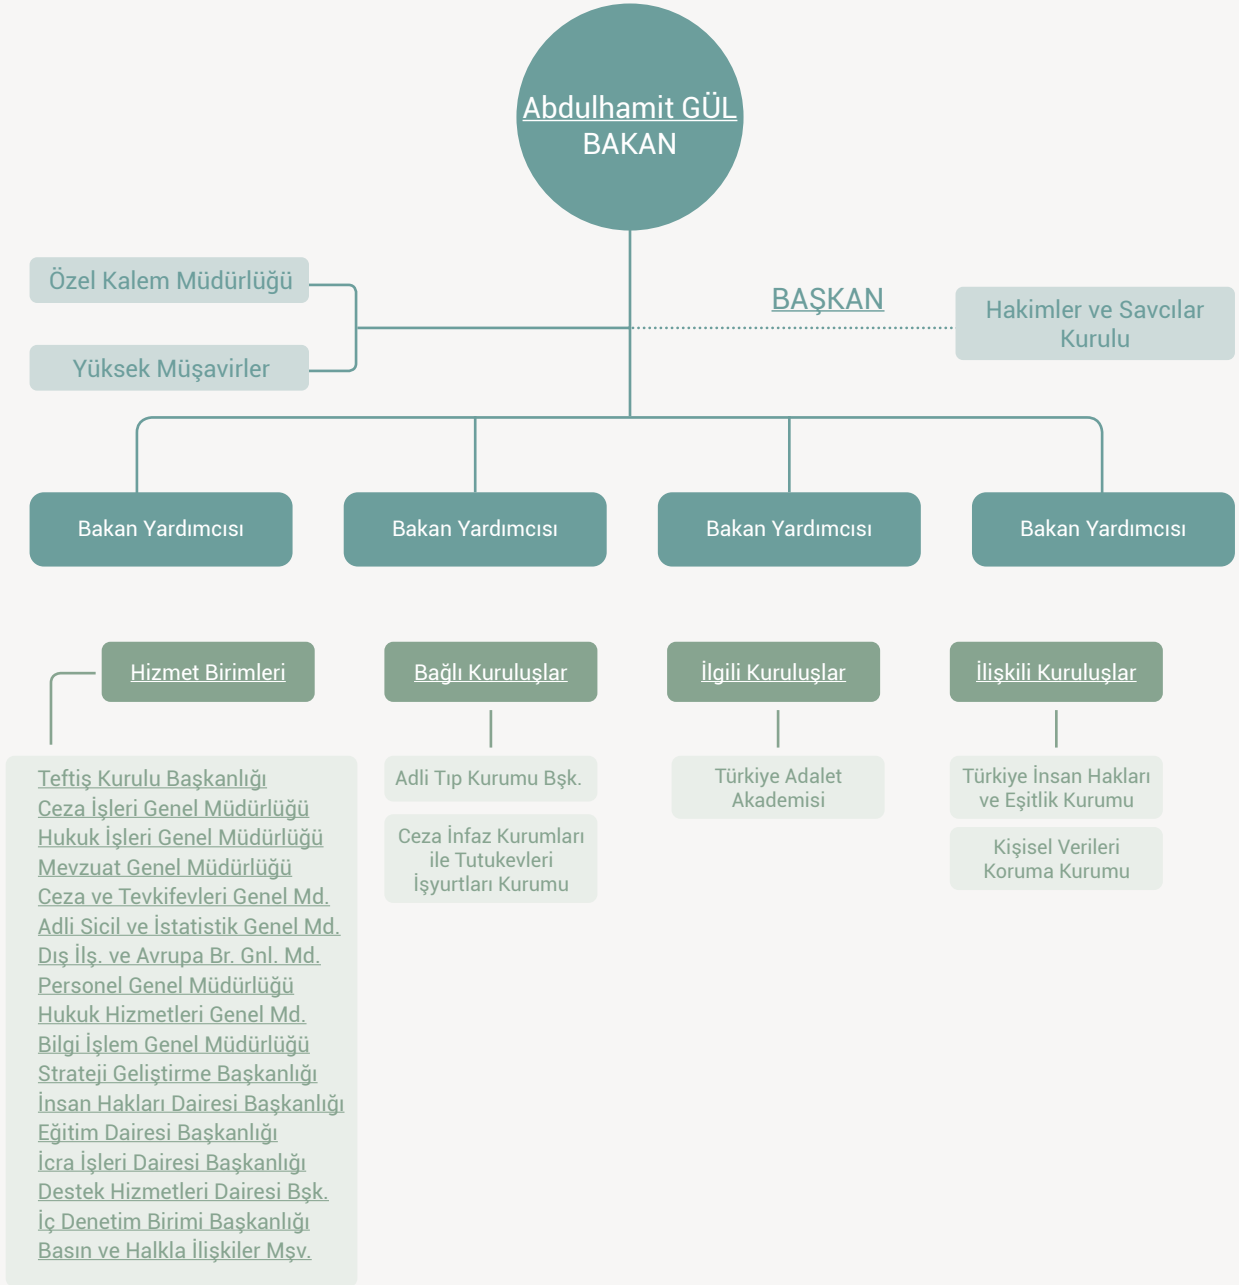 Abdulhamit GÜL
BAKAN
Özel Kalem Müdürlüğü
Yüksek Müşavirler
BAŞKAN
Hakimler ve Savcılar
Kurulu
Bakan Yardımcısı
Bakan Yardımcısı
Bakan Yardımcısı
Bakan Yardımcısı
Hizmet Birimleri
Teftiş Kurulu Başkanlığı
Ceza İşleri Genel Müdürlüğü
Hukuk İşleri Genel Müdürlüğü
Mevzuat Genel Müdürlüğü
Ceza ve Tevkifevleri Genel Md.
Adli Sicil ve İstatistik Genel Md.
Dış İlş. ve Avrupa Br. Gnl. Md.
Personel Genel Müdürlüğü
Hukuk Hizmetleri Genel Md.
Bilgi İşlem Genel Müdürlüğü
Strateji Geliştirme Başkanlığı
İnsan Hakları Dairesi Başkanlığı
Eğitim Dairesi Başkanlığı
İcra İşleri Dairesi Başkanlığı
Destek Hizmetleri Dairesi Bşk.
İç Denetim Birimi Başkanlığı
Basın ve Halkla İlişkiler Mşv.
Bağlı Kuruluşlar
Adli Tıp Kurumu Bşk.
Ceza İnfaz Kurumları
ile Tutukevleri
İşyurtları Kurumu
İlgili Kuruluşlar
Türkiye Adalet
Akademisi
İlişkili Kuruluşlar
Türkiye İnsan Hakları
ve Eşitlik Kurumu
Kişisel Verileri
Koruma Kurumu